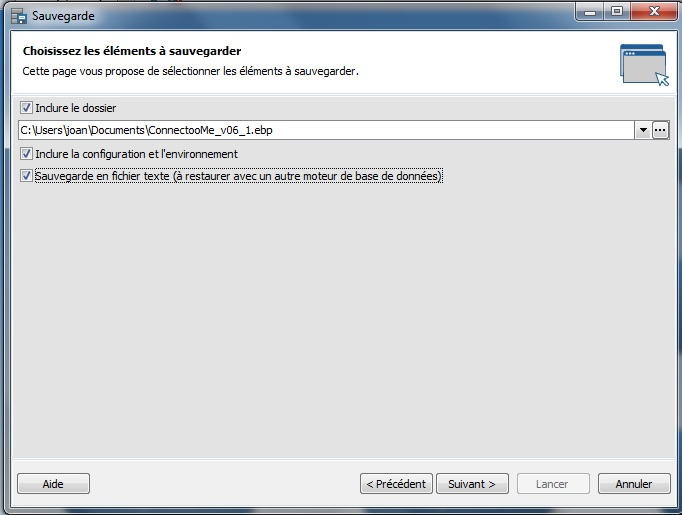 Sauvegarde
Choisissez les éléments à sauvegarder
Cette page vous propose de sélectionner les éléments à sauvegarder.
Inclure le dossier
C:\Users\joan\Documents\ConnectooMe_v06_1.ebp
Inclure la configuration et l'environnement
Sauvegarde en fichier texte (à restaurer avec un autre moteur de base de données)
Aide
< Précédent
Suivant >
Lancer
Annuler